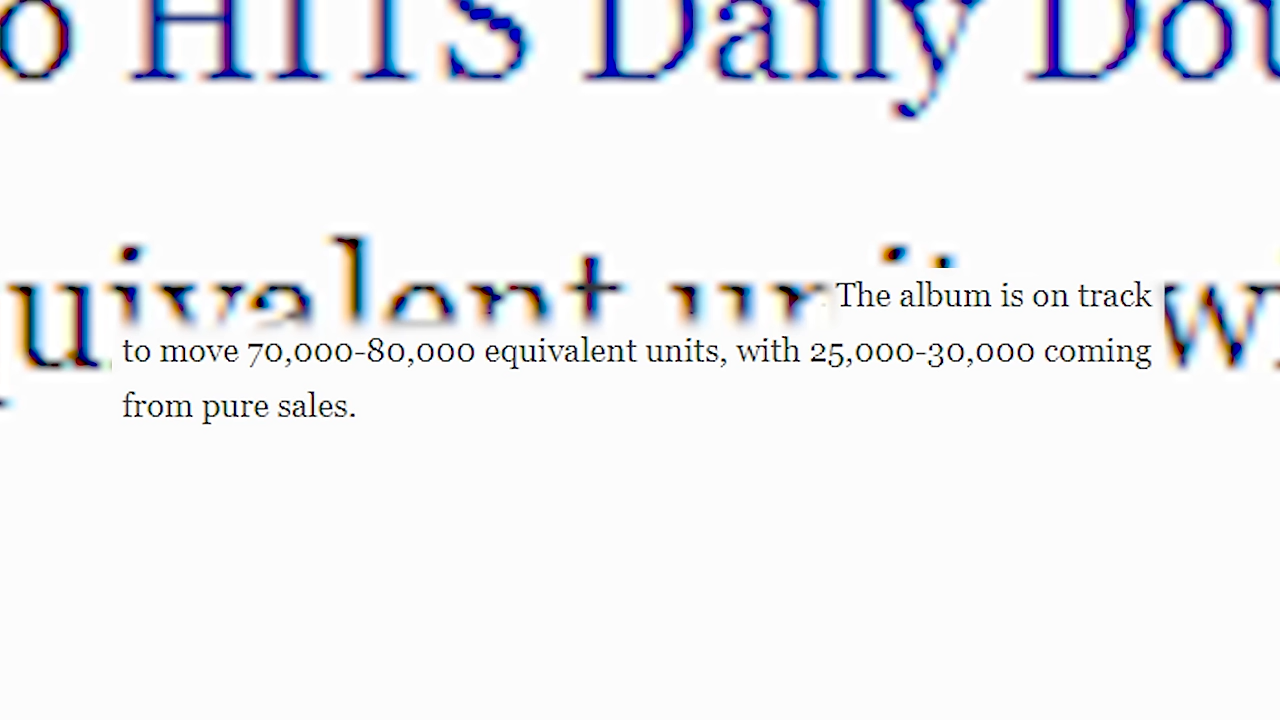 o HITS Daily Dou
The album is on track
to move 70,000-80,000 equivalent units, with 25,000-30,000 coming
from pure sales.